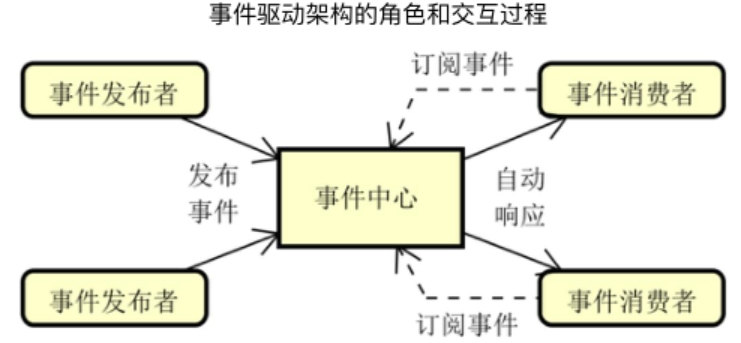 事件驱动架构的角色和交互过程
订阅事件
事件发布者
事件消费者
发布
事件
事件中心
自动
响应
事件发布者
事件消费者
订阅事件